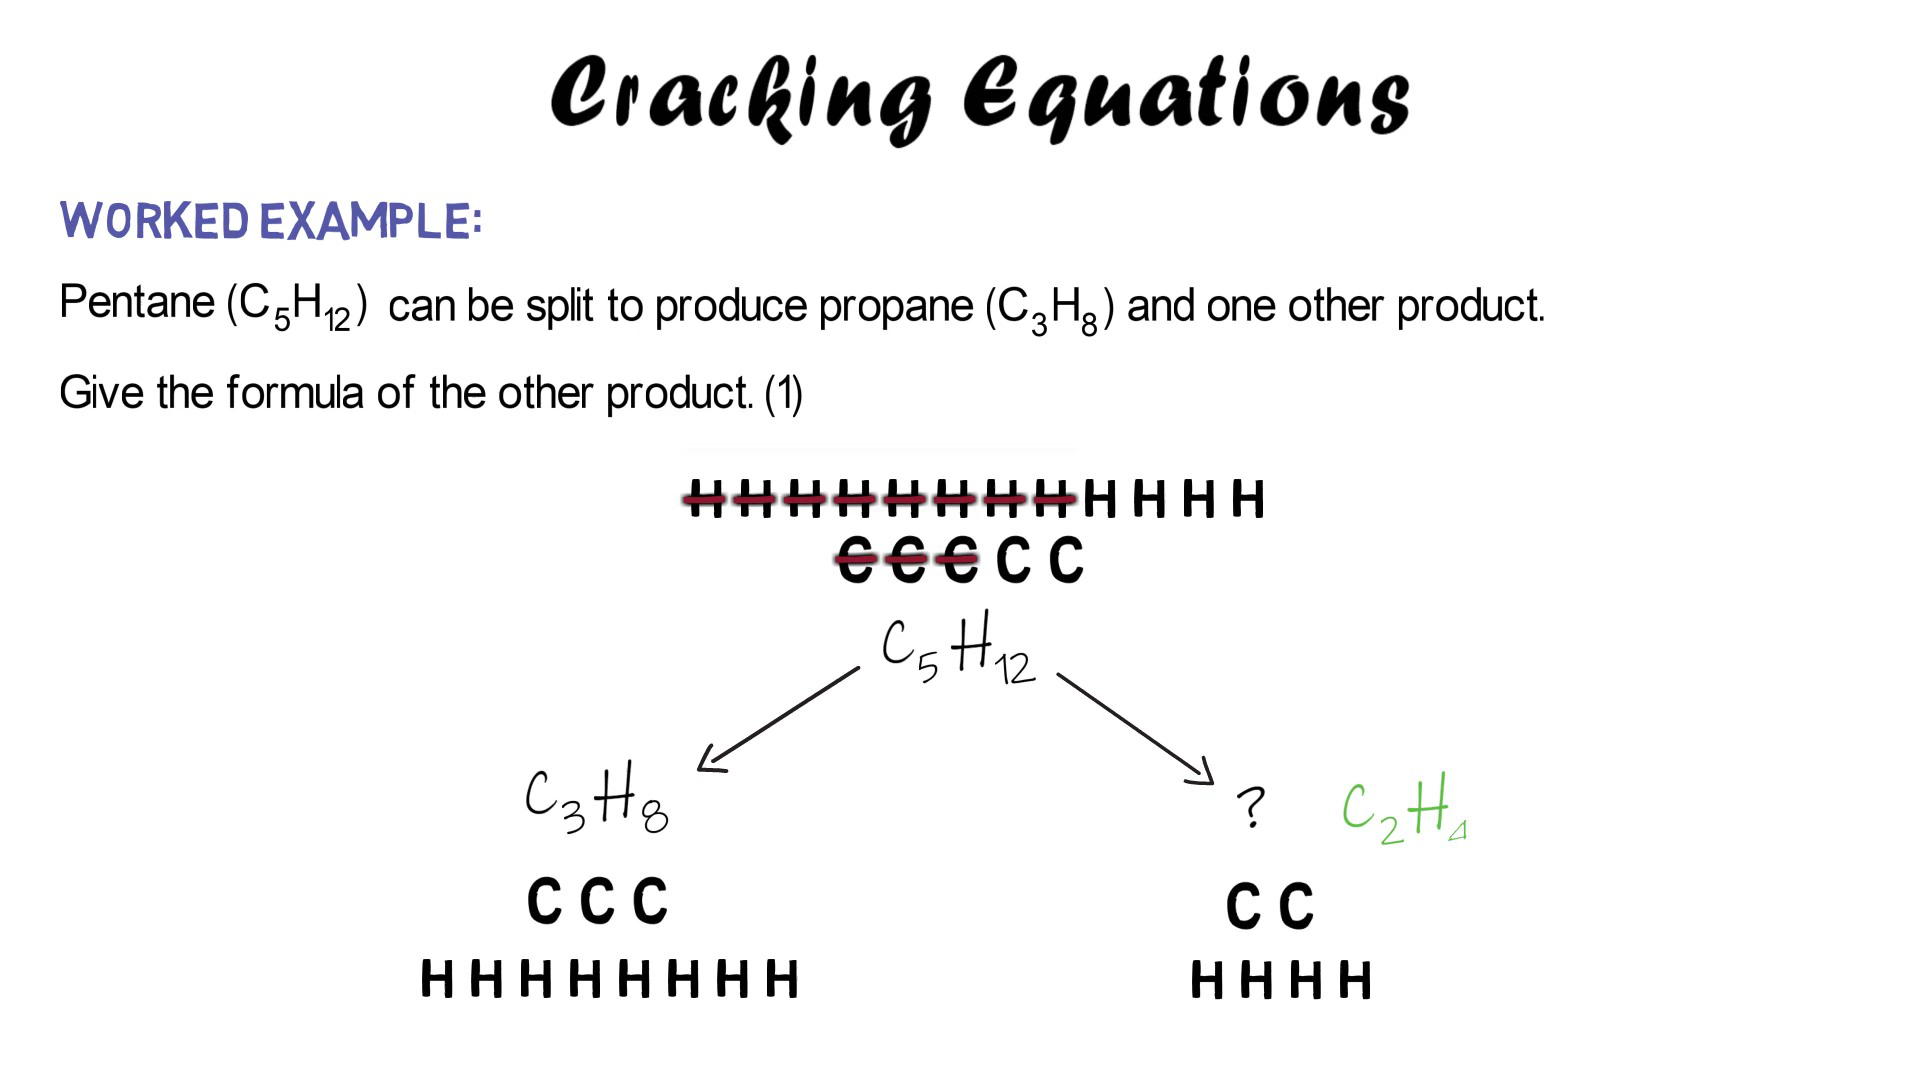 Cracking Equations
WORKED EXAMPLE:
Pentane (C₅H₁₂) can be split to produce propane (C₃H₈) and one other product.
Give the formula of the other product. (1)
H H H H H H H H H H H H
C C C C C
C₅H₁₂
C₃H₈ ? C₂H₄
C C C C C
H H H H H H H H H H H H